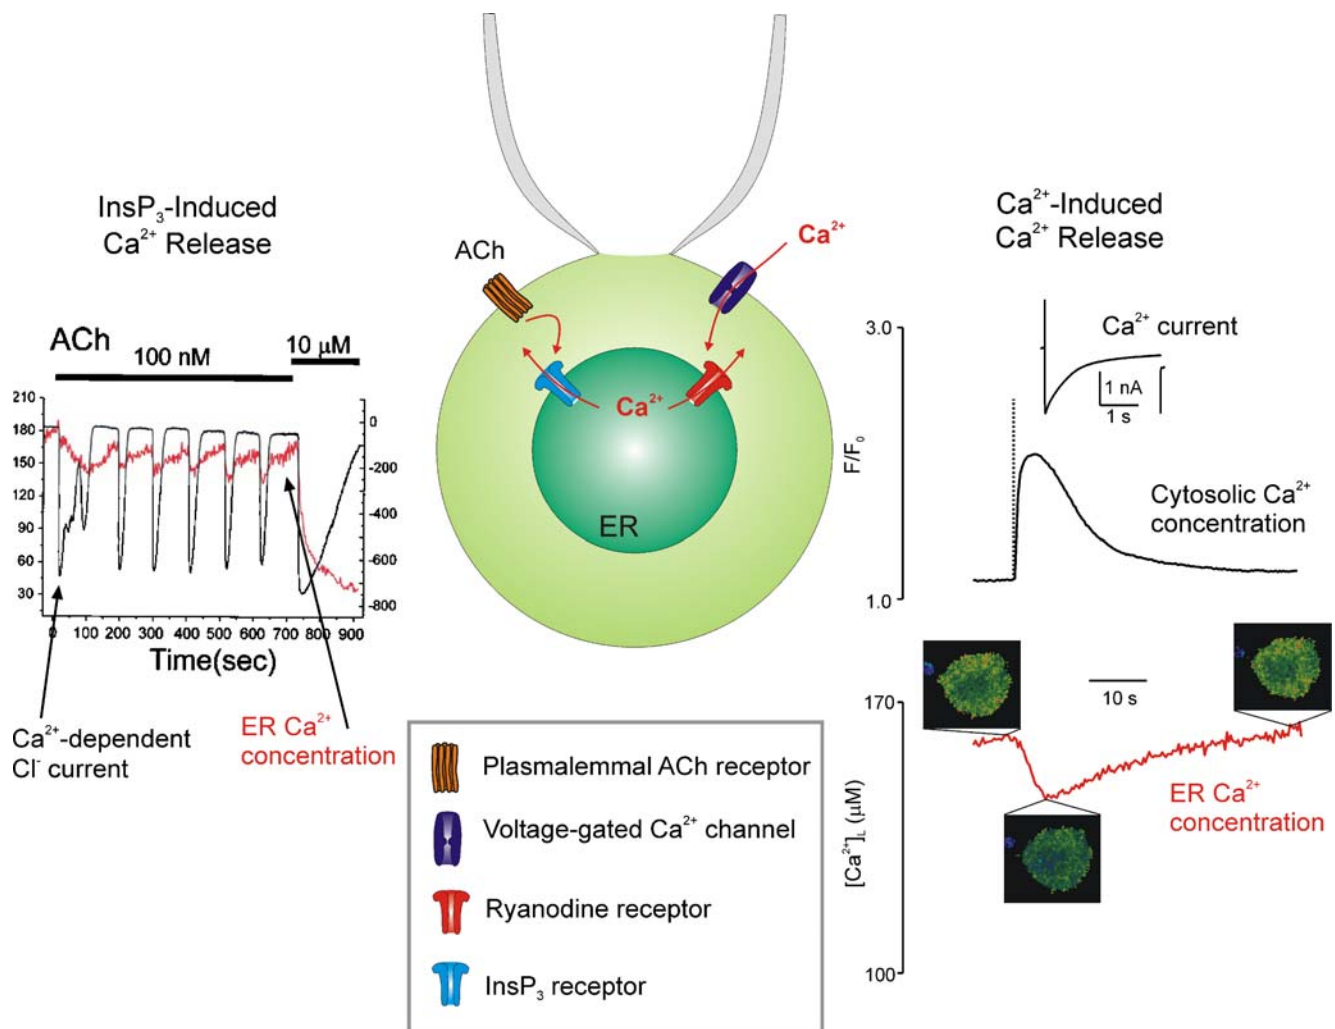 InsP₃-Induced
Ca²⁺ Release
ACh
100 nM
10 μM
210
180
150
120
90
60
30
0
-200
-400
-600
-800
0 100 200 300 400 500 600 700 800 900
Time(sec)
Ca²⁺-dependent
Cl⁻ current
ER Ca²⁺
concentration
ACh
Ca²⁺
Ca²⁺
ER
Plasmalemmal ACh receptor
Voltage-gated Ca²⁺ channel
Ryanodine receptor
InsP₃ receptor
Ca²⁺-Induced
Ca²⁺ Release
3.0
F/F₀
1.0
Ca²⁺ current
1 nA
1 s
Cytosolic Ca²⁺
concentration
10 s
170
[Ca²⁺]L (μM)
100
ER Ca²⁺
concentration